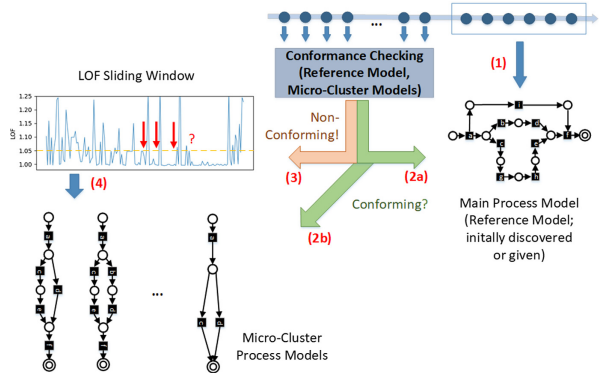 ...
Conformance Checking
(Reference Model,
Micro-Cluster Models)
(1)
LOF Sliding Window
1.25
1.20
1.15
1.10
1.05
1.00
LOF
?
Non-
Conforming!
(3)
(2a)
(4)
Conforming?
(2b)
Main Process Model
(Reference Model;
initally discovered
or given)
...
Micro-Cluster
Process Models